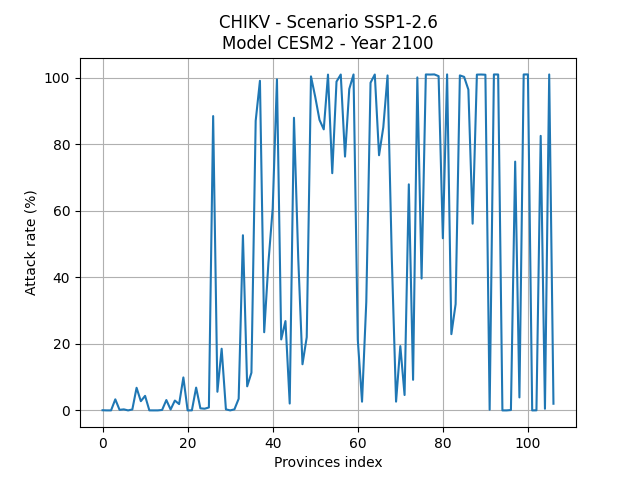 CHIKV - Scenario SSP1-2.6
Model CESM2 - Year 2100
100
80
60
40
20
0
Attack rate (%)
0 20 40 60 80 100
Provinces index